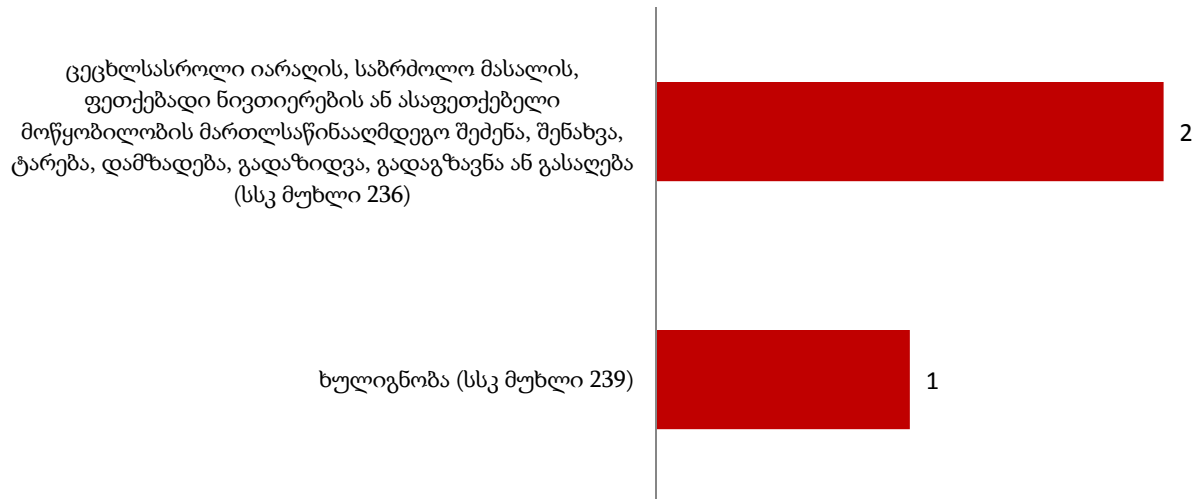 ცეცხლსასროლი იარაღის, საბრძოლო მასალის,
ფეთქებადი ნივთიერების ან ასაფეთქებელი
მოწყობილობის მართლსაწინააღმდეგო შეძენა, შენახვა,
ტარება, დამზადება, გადაზიდვა, გადაგზავნა ან გასაღება
(სსკ მუხლი 236)
2
ხულიგნობა (სსკ მუხლი 239)
1